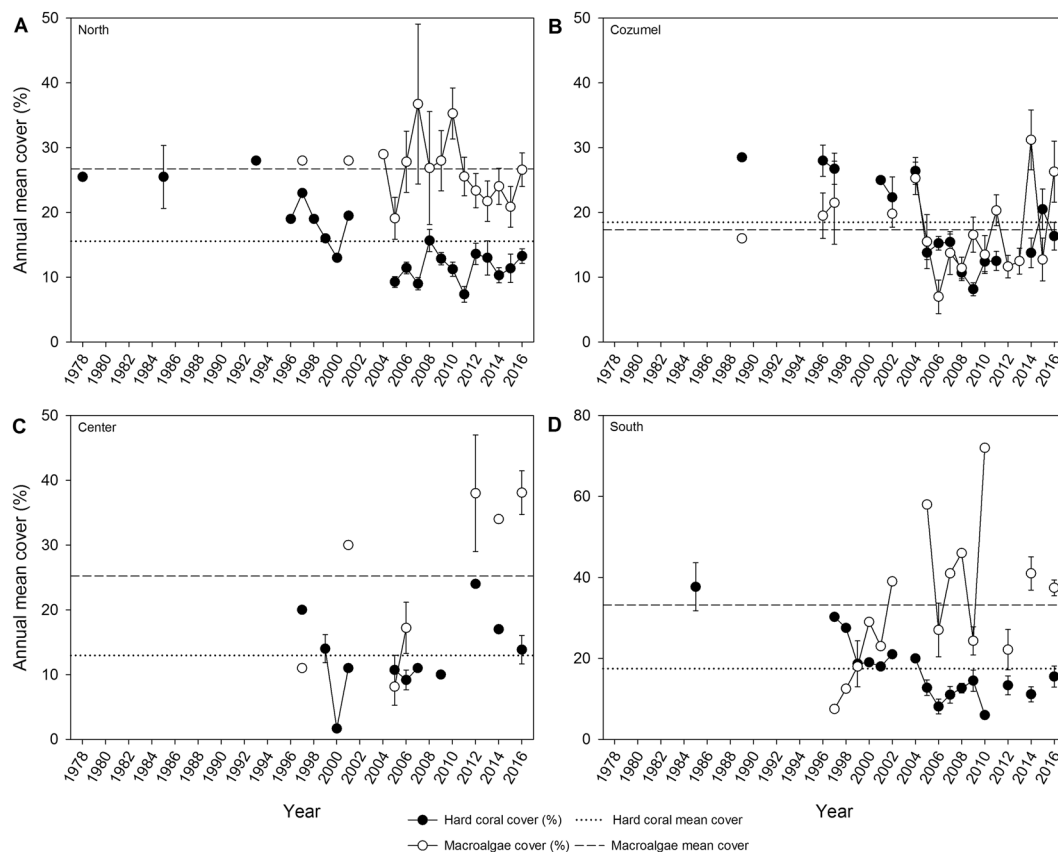 A
North
Annual mean cover (%)
50
40
30
20
10
0
1978 1980 1982 1984 1986 1988 1990 1992 1994 1996 1998 2000 2002 2004 2006 2008 2010 2012 2014 2016
B
Cozumel
50
40
30
20
10
0
1978 1980 1982 1984 1986 1988 1990 1992 1994 1996 1998 2000 2002 2004 2006 2008 2010 2012 2014 2016
C
Center
Annual mean cover (%)
50
40
30
20
10
0
1978 1980 1982 1984 1986 1988 1990 1992 1994 1996 1998 2000 2002 2004 2006 2008 2010 2012 2014 2016
Year
D
South
80
60
40
20
0
1978 1980 1982 1984 1986 1988 1990 1992 1994 1996 1998 2000 2002 2004 2006 2008 2010 2012 2014 2016
Year
Hard coral cover (%) Hard coral mean cover
Macroalgae cover (%) Macroalgae mean cover